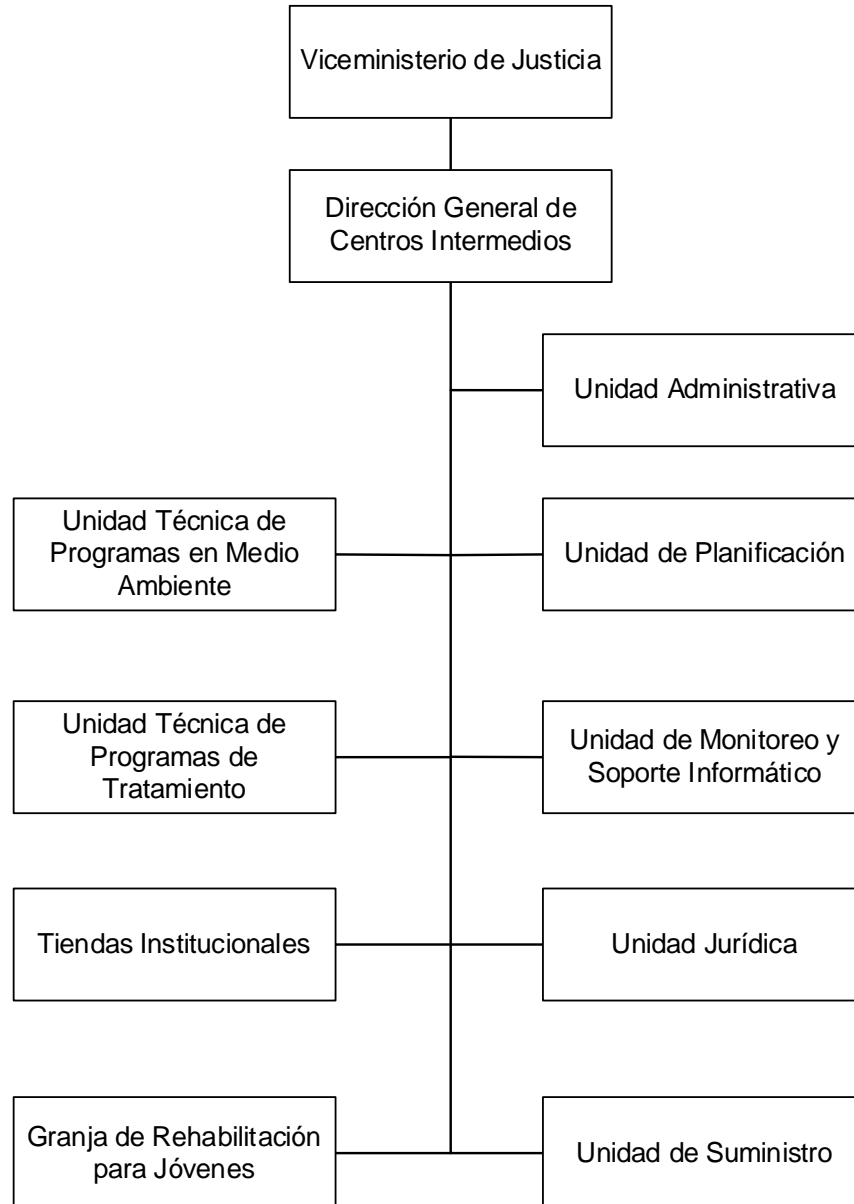 Viceministerio de Justicia
Dirección General de
Centros Intermedios
Unidad Administrativa
Unidad Técnica de
Programas en Medio
Ambiente
Unidad de Planificación
Unidad Técnica de
Programas de
Tratamiento
Unidad de Monitoreo y
Soporte Informático
Tiendas Institucionales
Unidad Jurídica
Granja de Rehabilitación
para Jóvenes
Unidad de Suministro